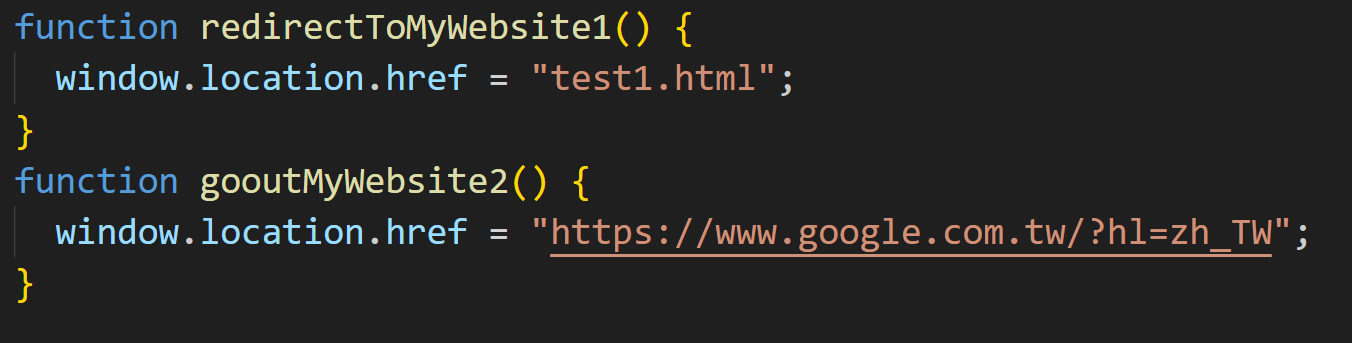 function redirectToMyWebsite1() {
  window.location.href = "test1.html";
}
function gooutMyWebsite2() {
  window.location.href = "https://www.google.com.tw/?hl=zh_TW";
}